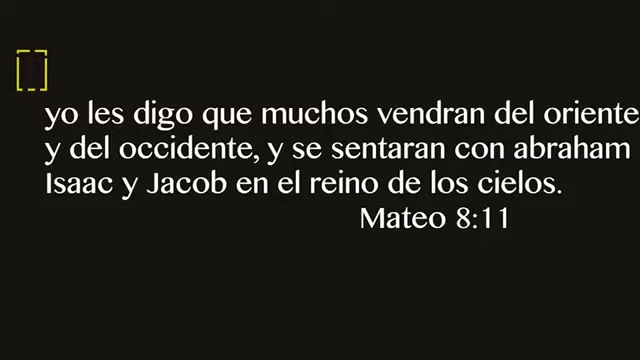 yo les digo que muchos vendran del oriente
y del occidente, y se sentaran con abraham
Isaac y Jacob en el reino de los cielos.
Mateo 8:11